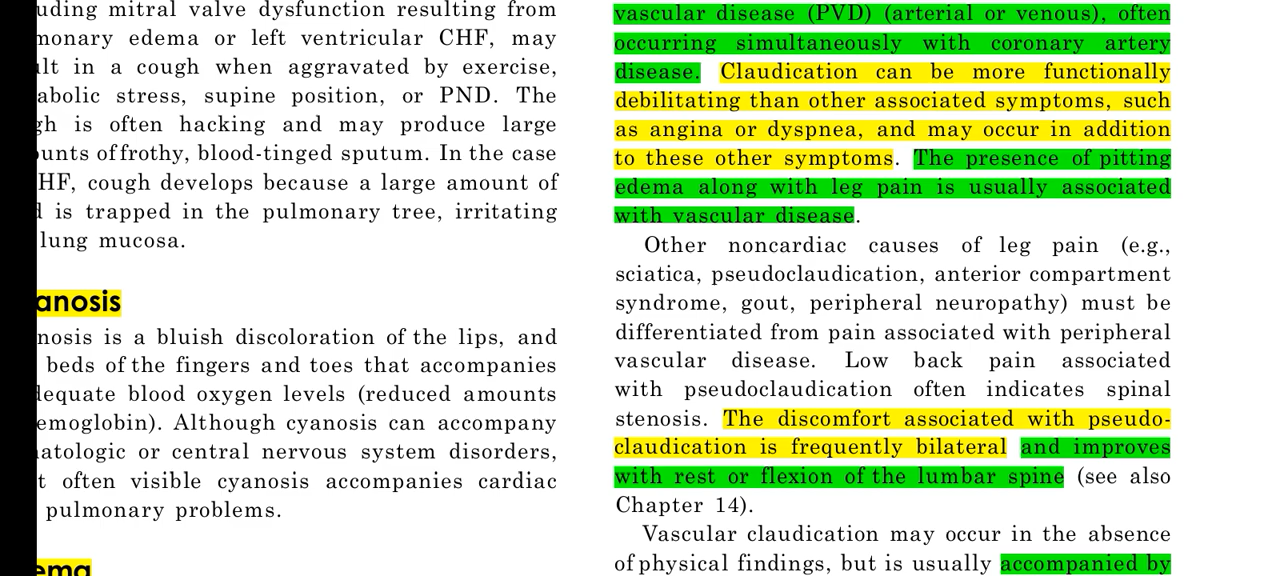 uding mitral valve dysfunction resulting from
monary edema or left ventricular CHF, may
ult in a cough when aggravated by exercise,
abolic stress, supine position, or PND. The
gh is often hacking and may produce large
ounts of frothy, blood-tinged sputum. In the case
HF, cough develops because a large amount of
d is trapped in the pulmonary tree, irritating
lung mucosa.
anosis
nosis is a bluish discoloration of the lips, and
beds of the fingers and toes that accompanies
dequate blood oxygen levels (reduced amounts
emoglobin). Although cyanosis can accompany
natologic or central nervous system disorders,
t often visible cyanosis accompanies cardiac
pulmonary problems.
ema
vascular disease (PVD) (arterial or venous), often
occurring simultaneously with coronary artery
disease. Claudication can be more functionally
debilitating than other associated symptoms, such
as angina or dyspnea, and may occur in addition
to these other symptoms. The presence of pitting
edema along with leg pain is usually associated
with vascular disease.
Other noncardiac causes of leg pain (e.g.,
sciatica, pseudoclaudication, anterior compartment
syndrome, gout, peripheral neuropathy) must be
differentiated from pain associated with peripheral
vascular disease. Low back pain associated
with pseudoclaudication often indicates spinal
stenosis. The discomfort associated with pseudo-
claudication is frequently bilateral and improves
with rest or flexion of the lumbar spine (see also
Chapter 14).
Vascular claudication may occur in the absence
of physical findings, but is usually accompanied by